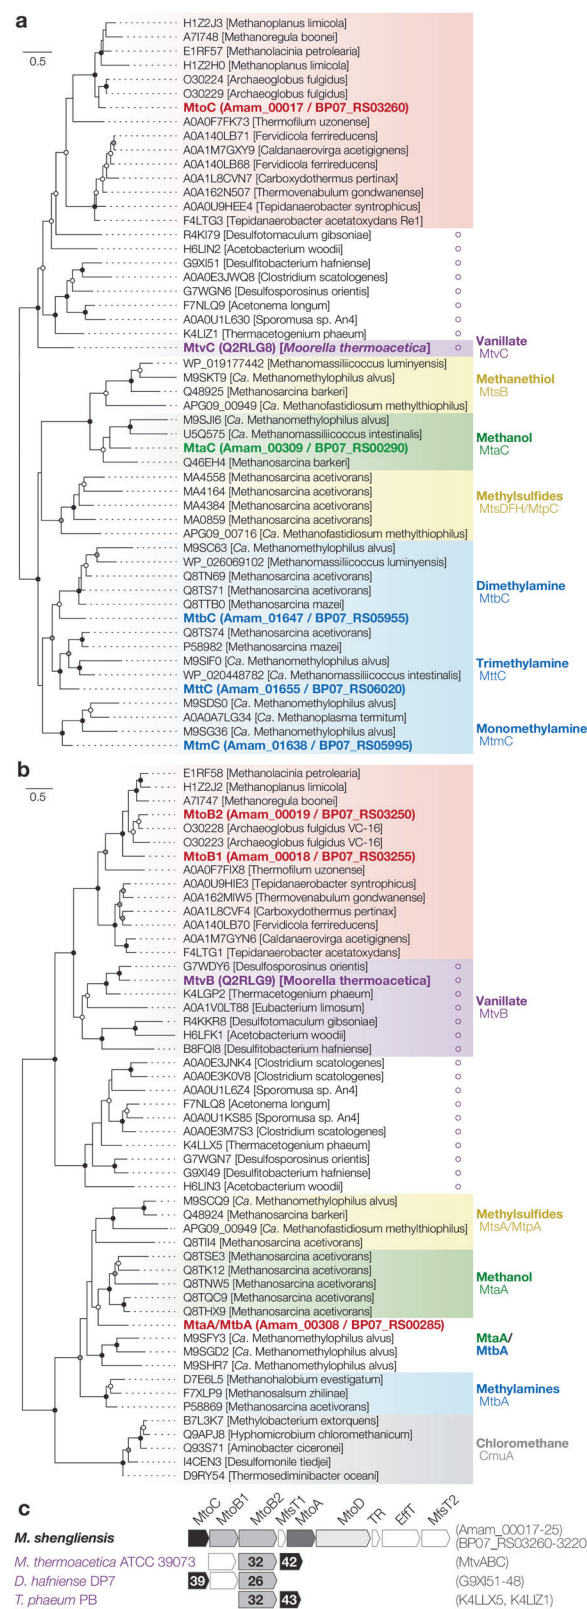 a
0.5
H1Z2J3 [Methanoplanus limicola]
A7I748 [Methanoregula boonei]
E1RF57 [Methanolacinia petrolearia]
H1Z2H0 [Methanoplanus limicola]
O30224 [Archaeoglobus fulgidus]
O30229 [Archaeoglobus fulgidus]
MtoC (Amam_00017 / BP07_RS03260)
A0A0F7FK73 [Thermofilum uzonense]
A0A140LB71 [Fervidicola ferrireducens]
A0A1M7GXY9 [Caldanaerovirga acetigignens]
A0A140LB68 [Fervidicola ferrireducens]
A0A1L8CVN7 [Carboxydothermus pertinax]
A0A162N507 [Thermovenabulum gondwanense]
A0A0U9HEE4 [Tepidanaerobacter syntrophicus]
F4LTG3 [Tepidanaerobacter acetatoxydans Re1]
R4KI79 [Desulfotomaculum gibsoniae]
H6LIN2 [Acetobacterium woodii]
G9XI51 [Desulfitobacterium hafniense]
A0A0E3JWQ8 [Clostridium scatologenes]
G7WGN6 [Desulfosporosinus orientis]
F7NLQ9 [Acetonema longum]
A0A0U1L630 [Sporomusa sp. An4]
K4LIZ1 [Thermacetogenium phaeum]
MtvC (Q2RLG8) [Moorella thermoacetica]
Vanillate
MtvC
WP_019177442 [Methanomassiliicoccus luminyensis]
M9SKT9 [Ca. Methanomethylophilus alvus]
Q48925 [Methanosarcina barkeri]
APG09_00949 [Ca. Methanofastidiosum methylthiophilus]
Methanethiol
MtsB
M9SJI6 [Ca. Methanomethylophilus alvus]
U5Q575 [Ca. Methanomassiliicoccus intestinalis]
MtaC (Amam_00309 / BP07_RS00290)
Q46EH4 [Methanosarcina barkeri]
Methanol
MtaC
MA4558 [Methanosarcina acetivorans]
MA4164 [Methanosarcina acetivorans]
MA4384 [Methanosarcina acetivorans]
MA0859 [Methanosarcina acetivorans]
APG09_00716 [Ca. Methanofastidiosum methylthiophilus]
Methylsulfides
MtsDFH/MtpC
M9SC63 [Ca. Methanomethylophilus alvus]
WP_026069102 [Methanomassiliicoccus luminyensis]
Q8TN69 [Methanosarcina acetivorans]
Q8TS71 [Methanosarcina acetivorans]
Q8TTB0 [Methanosarcina mazei]
MtbC (Amam_01647 / BP07_RS05955)
Dimethylamine
MtbC
Q8TS74 [Methanosarcina acetivorans]
P58982 [Methanosarcina mazei]
M9SIF0 [Ca. Methanomethylophilus alvus]
WP_020448782 [Ca. Methanomassiliicoccus intestinalis]
MttC (Amam_01655 / BP07_RS06020)
Trimethylamine
MttC
M9SDS0 [Ca. Methanomethylophilus alvus]
A0A0A7LG34 [Ca. Methanoplasma termitum]
M9SG36 [Ca. Methanomethylophilus alvus]
MtmC (Amam_01638 / BP07_RS05995)
Monomethylamine
MtmC
b
0.5
E1RF58 [Methanolacinia petrolearia]
H1Z2J2 [Methanoplanus limicola]
A7I747 [Methanoregula boonei]
MtoB2 (Amam_00019 / BP07_RS03250)
O30228 [Archaeoglobus fulgidus VC-16]
O30223 [Archaeoglobus fulgidus VC-16]
MtoB1 (Amam_00018 / BP07_RS03255)
A0A0F7FIX8 [Thermofilum uzonense]
A0A0U9HIE3 [Tepidanaerobacter syntrophicus]
A0A162MIW5 [Thermovenabulum gondwanense]
A0A1L8CVF4 [Carboxydothermus pertinax]
A0A140LB70 [Fervidicola ferrireducens]
A0A1M7GYN6 [Caldanaerovirga acetigignens]
F4LTG1 [Tepidanaerobacter acetatoxydans]
G7WDY6 [Desulfosporosinus orientis]
MtvB (Q2RLG9) [Moorella thermoacetica]
K4LGP2 [Thermacetogenium phaeum]
A0A1V0LT88 [Eubacterium limosum]
R4KKR8 [Desulfotomaculum gibsoniae]
H6LFK1 [Acetobacterium woodii]
B8FQI8 [Desulfitobacterium hafniense]
Vanillate
MtvB
A0A0E3JNK4 [Clostridium scatologenes]
A0A0E3K0V8 [Clostridium scatologenes]
A0A0U1L6Z4 [Sporomusa sp. An4]
F7NLQ8 [Acetonema longum]
A0A0U1KS85 [Sporomusa sp. An4]
A0A0E3M7S3 [Clostridium scatologenes]
K4LLX5 [Thermacetogenium phaeum]
G7WGN7 [Desulfosporosinus orientis]
G9XI49 [Desulfitobacterium hafniense]
H6LIN3 [Acetobacterium woodii]
M9SCQ9 [Ca. Methanomethylophilus alvus]
Q48924 [Methanosarcina barkeri]
APG09_00949 [Ca. Methanofastidiosum methylthiophilus]
Q8TII4 [Methanosarcina acetivorans]
Methylsulfides
MtsA/MtpA
Q8TSE3 [Methanosarcina acetivorans]
Q8TK12 [Methanosarcina acetivorans]
Q8TNW5 [Methanosarcina acetivorans]
Q8TQC9 [Methanosarcina acetivorans]
Q8THX9 [Methanosarcina acetivorans]
Methanol
MtaA
MtaA/MtbA (Amam_00308 / BP07_RS00285)
M9SFY3 [Ca. Methanomethylophilus alvus]
M9SGD2 [Ca. Methanomethylophilus alvus]
M9SHR7 [Ca. Methanomethylophilus alvus]
MtaA/
MtbA
D7E6L5 [Methanohalobium evestigatum]
F7XLP9 [Methanosalsum zhilinae]
P58869 [Methanosarcina acetivorans]
Methylamines
MtbA
B7L3K7 [Methylobacterium extorquens]
Q9APJ8 [Hyphomicrobium chloromethanicum]
Q93S71 [Aminobacter ciceronei]
I4CEN3 [Desulfomonile tiedjei]
D9RY54 [Thermosediminibacter oceani]
Chloromethane
CmuA
c
MtoC MtoB1 MtoB2 MfsT1 MtoA MtoD TR EffT MfsT2
M. shengliensis (Amam_00017-25)
(BP07_RS03260-3220)
M. thermoacetica ATCC 39073 32 42 (MtvABC)
D. hafniense DP7 39 26 (G9XI51-48)
T. phaeum PB 32 43 (K4LLX5, K4LIZ1)